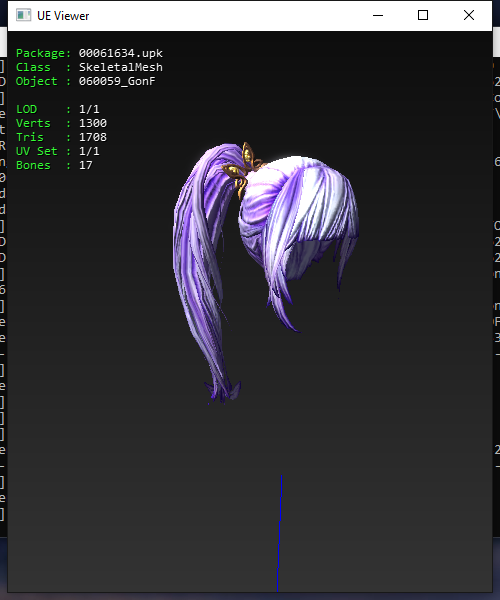 UE Viewer
Package: 00061634.upk
Class : SkeletalMesh
Object : 060059_GonF
LOD : 1/1
Verts : 1300
Tris : 1708
UV Set : 1/1
Bones : 17